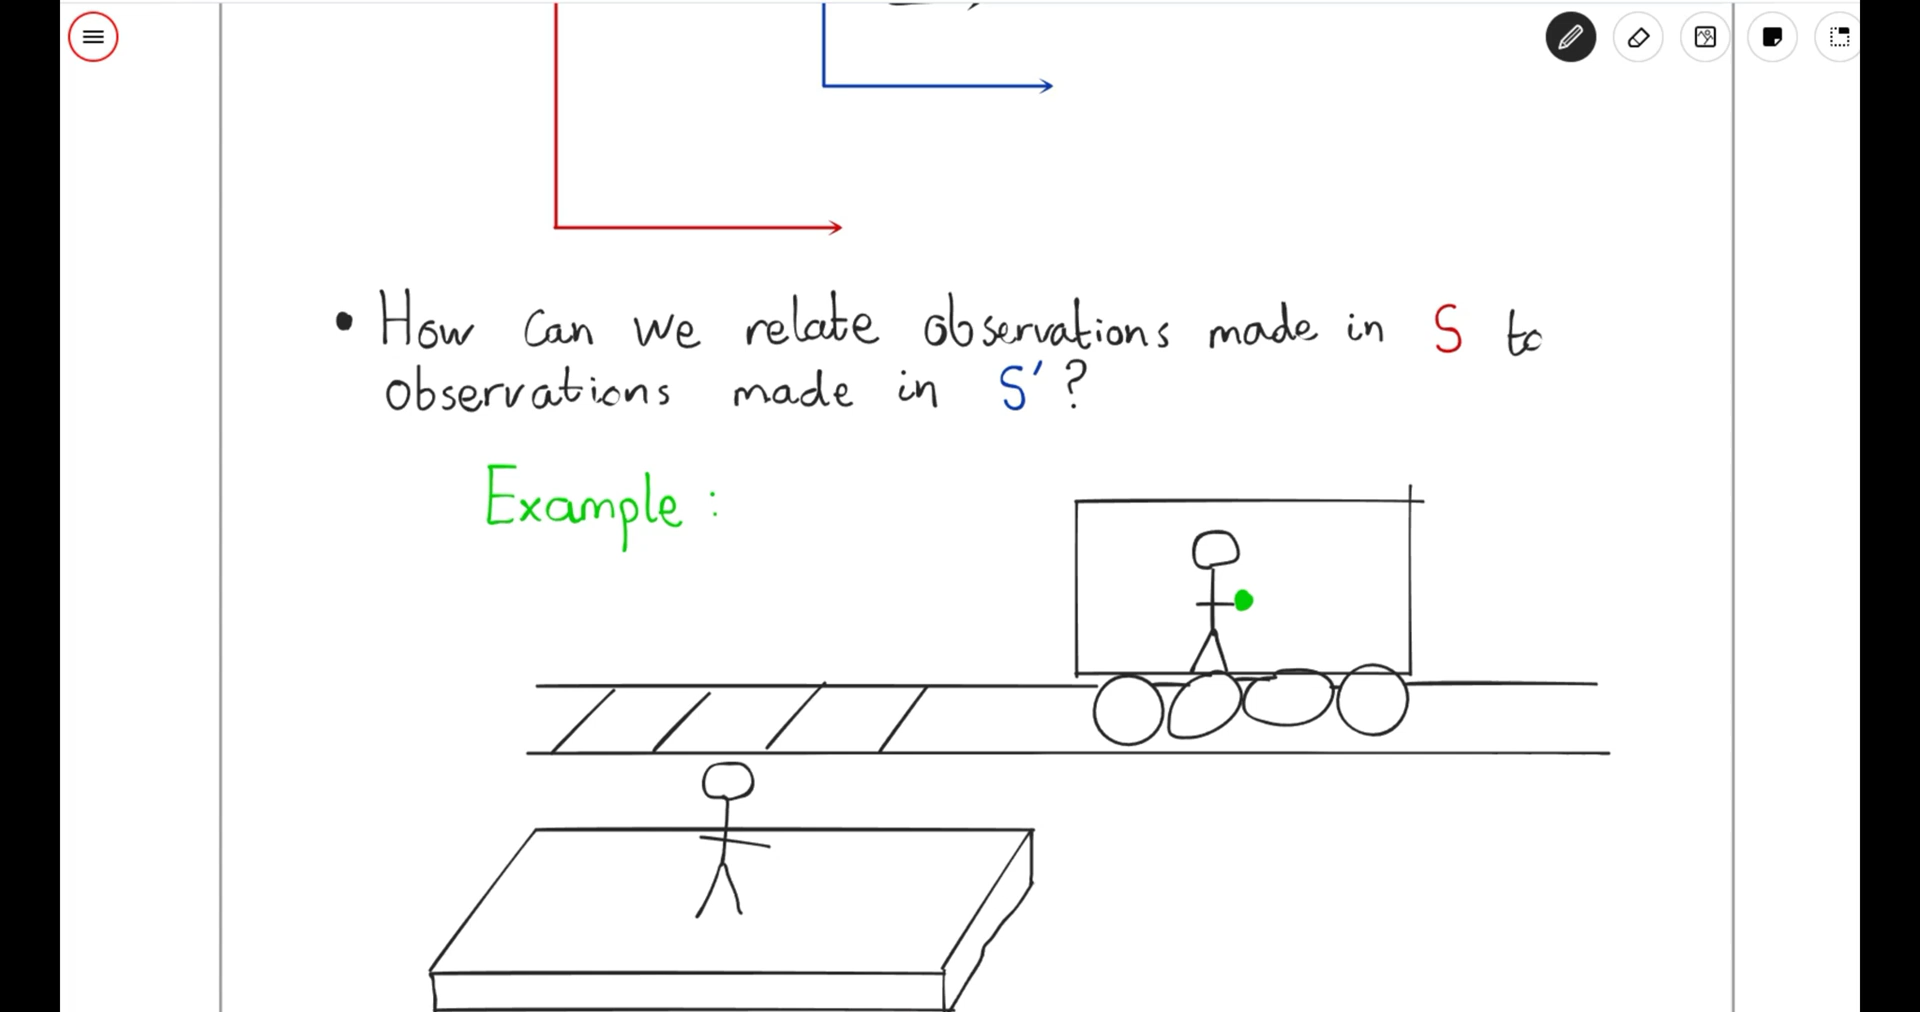 • How can we relate observations made in S to
observations made in S' ?
Example :